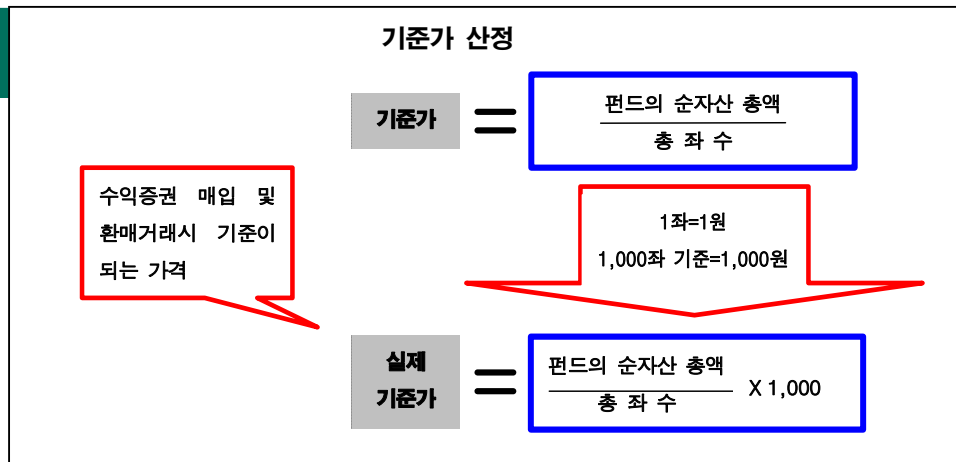 기준가 산정
기준가 = 펀드의 순자산 총액
총 좌 수
수익증권 매입 및
환매거래시 기준이
되는 가격
1좌=1원
1,000좌 기준=1,000원
실제
기준가
=
펀드의 순자산 총액
총 좌 수
X 1,000